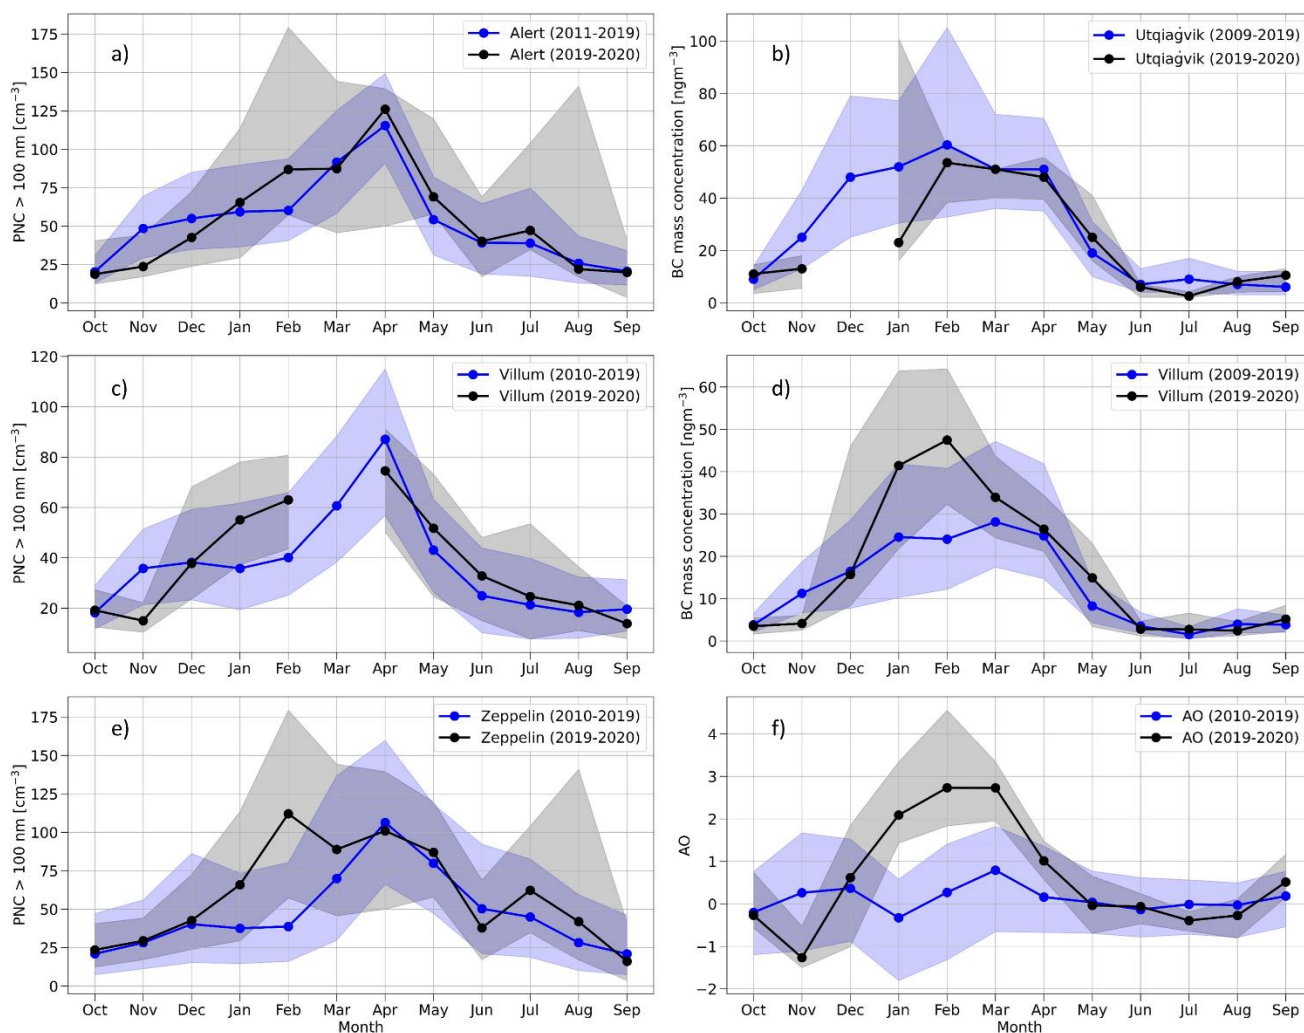 a)
Alert (2011-2019)
Alert (2019-2020)
PNC > 100 nm [cm⁻³]
175
150
125
100
75
50
25
0
Oct Nov Dec Jan Feb Mar Apr May Jun Jul Aug Sep
b)
Utqiaġvik (2009-2019)
Utqiaġvik (2019-2020)
BC mass concentration [ngm⁻³]
100
80
60
40
20
0
Oct Nov Dec Jan Feb Mar Apr May Jun Jul Aug Sep
c)
Villum (2010-2019)
Villum (2019-2020)
PNC > 100 nm [cm⁻³]
120
100
80
60
40
20
Oct Nov Dec Jan Feb Mar Apr May Jun Jul Aug Sep
d)
Villum (2009-2019)
Villum (2019-2020)
BC mass concentration [ngm⁻³]
60
50
40
30
20
10
0
Oct Nov Dec Jan Feb Mar Apr May Jun Jul Aug Sep
e)
Zeppelin (2010-2019)
Zeppelin (2019-2020)
PNC > 100 nm [cm⁻³]
175
150
125
100
75
50
25
0
Oct Nov Dec Jan Feb Mar Apr May Jun Jul Aug Sep
Month
f)
AO (2010-2019)
AO (2019-2020)
AO
4
3
2
1
0
−1
−2
Oct Nov Dec Jan Feb Mar Apr May Jun Jul Aug Sep
Month